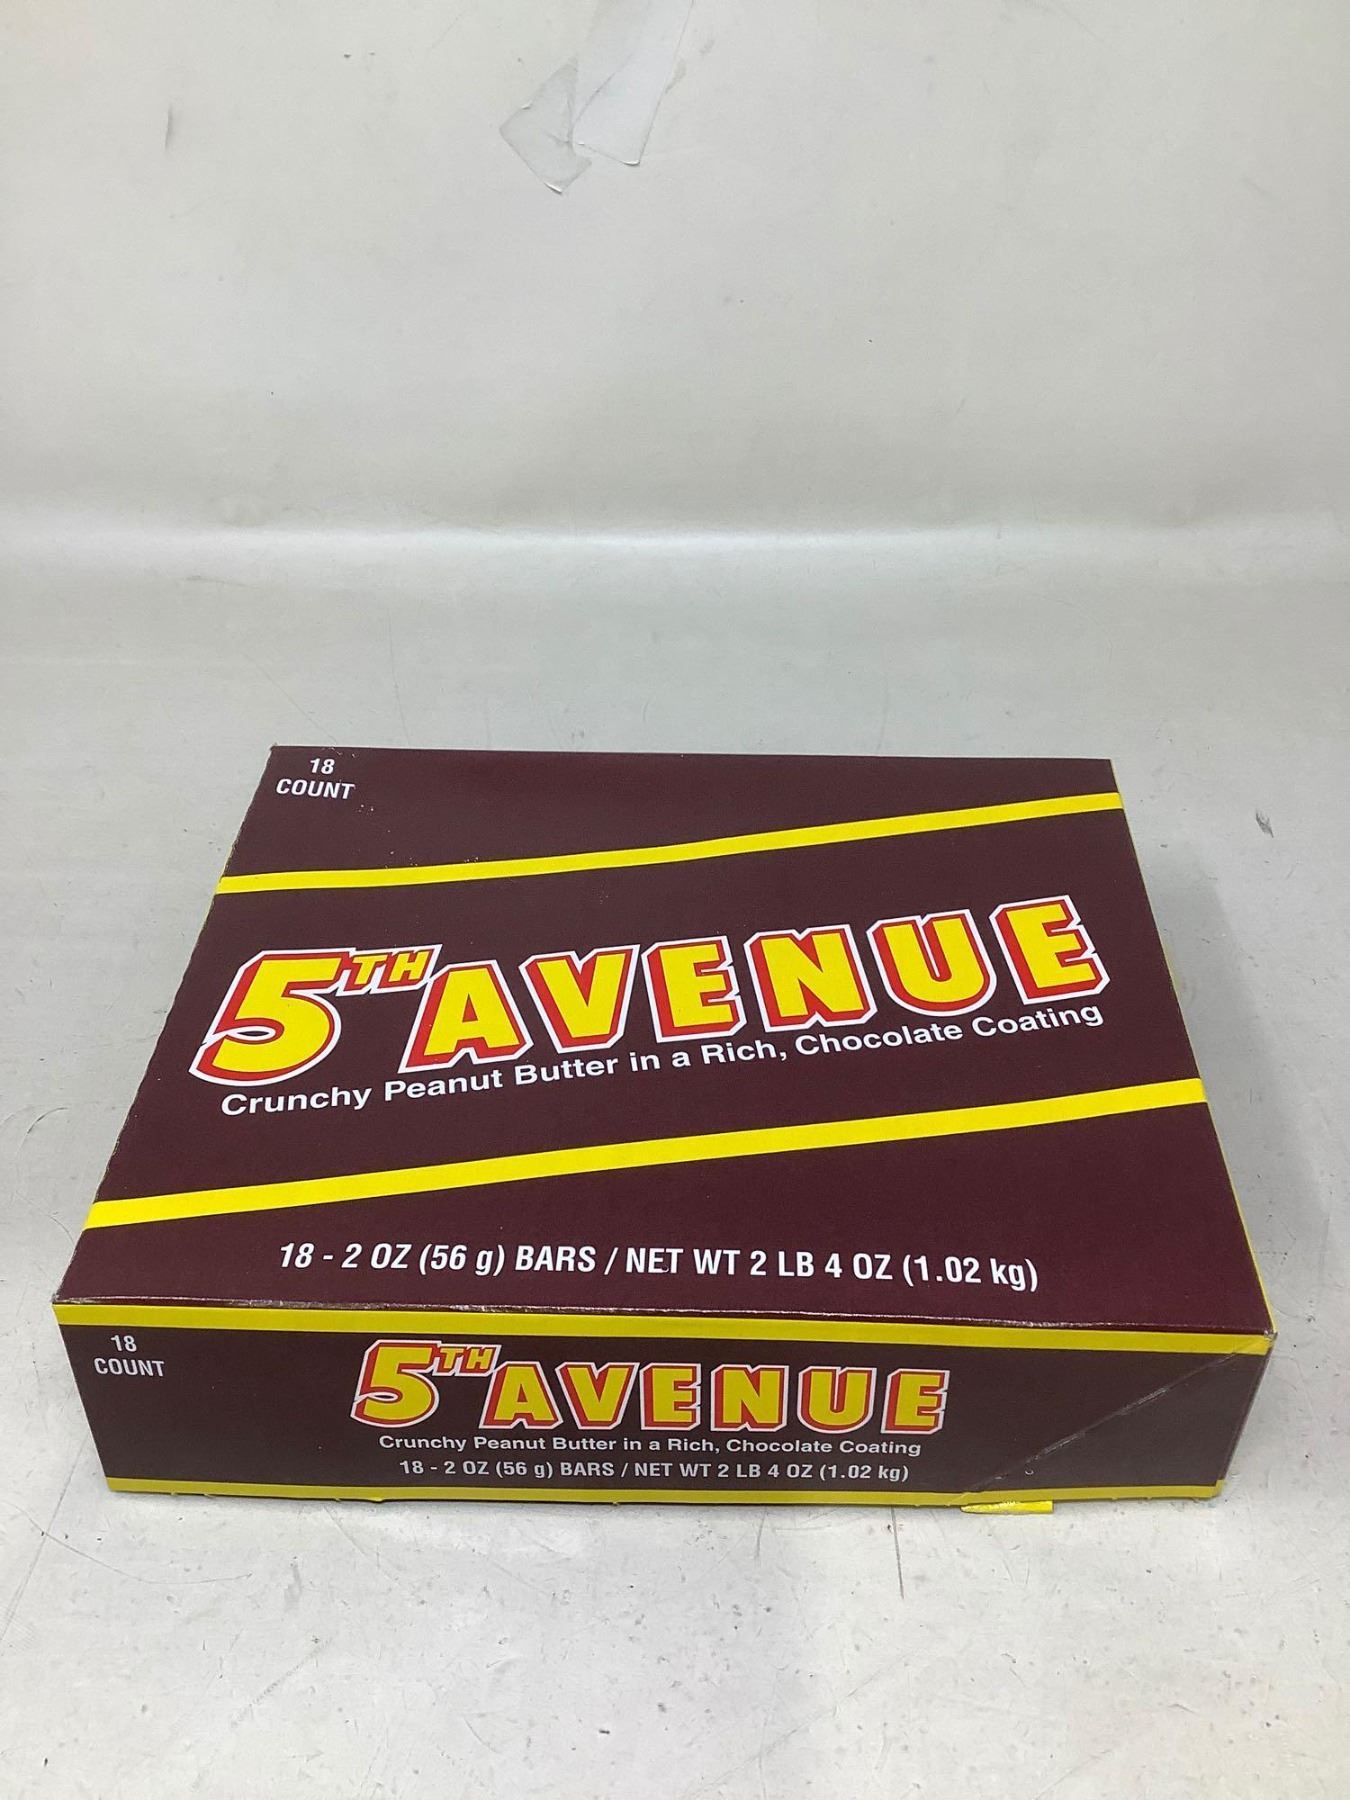 18
COUNT
5TH AVENUE
Crunchy Peanut Butter in a Rich, Chocolate Coating
18 - 2 OZ (56 g) BARS / NET WT 2 LB 4 OZ (1.02 kg)
18
COUNT
5TH AVENUE
Crunchy Peanut Butter in a Rich, Chocolate Coating
18 - 2 OZ (56 g) BARS / NET WT 2 LB 4 OZ (1.02 kg)